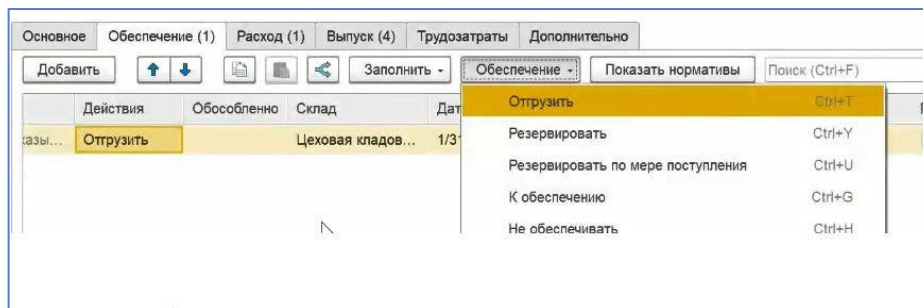 Основное Обеспечение (1) Расход (1) Выпуск (4) Трудозатраты Дополнительно
Добавить Заполнить Обеспечение Показать нормативы Поиск (Ctrl+F)
Действия Обособленно Склад Дат
казы... Отгрузить Цеховая кладов... 1/31
Отгрузить Ctrl+T
Резервировать Ctrl+Y
Резервировать по мере поступления Ctrl+U
К обеспечению Ctrl+G
Не обеспечивать Ctrl+H